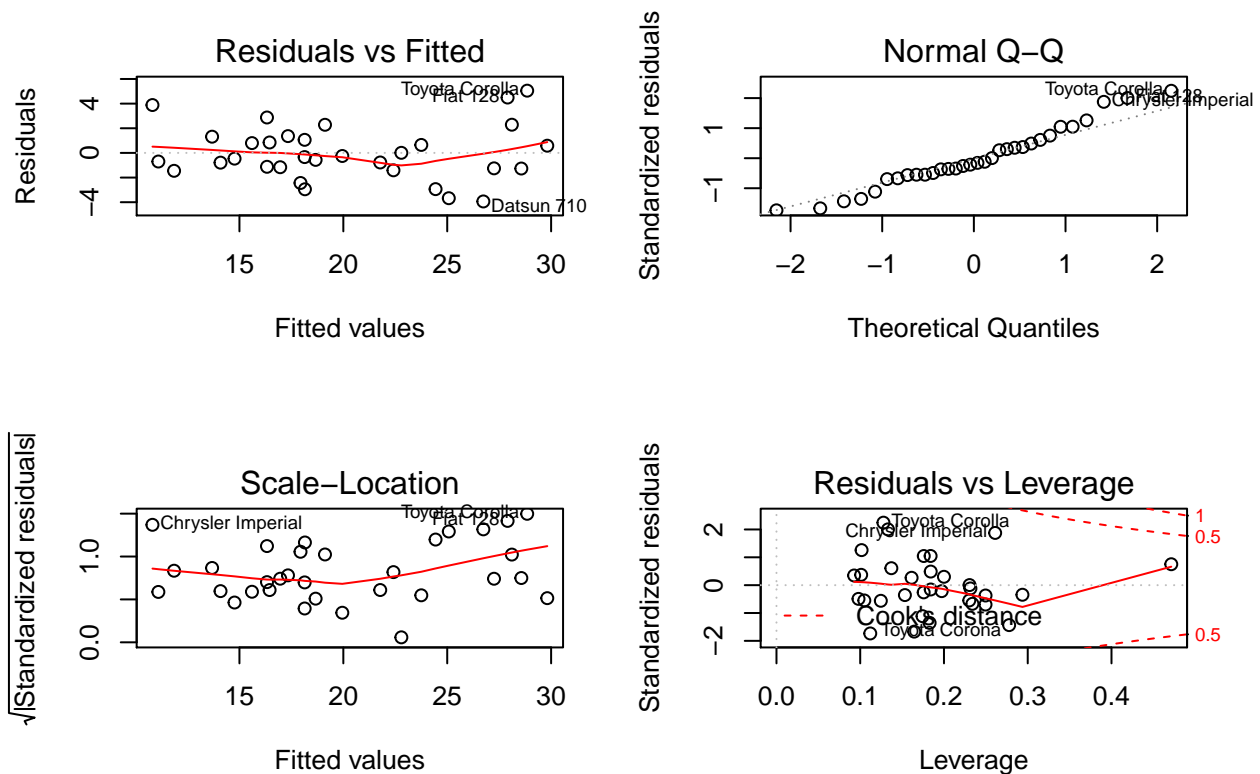 Residuals vs Fitted
Residuals
4
0
−4
Toyota Corolla
Fiat 128
Datsun 710
15 20 25 30
Fitted values
Normal Q−Q
Standardized residuals
1
−1
Toyota Corolla
Fiat 128
Chrysler Imperial
−2 −1 0 1 2
Theoretical Quantiles
Scale−Location
√|Standardized residuals|
1.0
0.0
Chrysler Imperial
Toyota Corolla
Fiat 128
15 20 25 30
Fitted values
Residuals vs Leverage
Standardized residuals
2
0
−2
Toyota Corolla
Chrysler Imperial
Cook's distance
Toyota Corona
1
0.5
0.5
0.0 0.1 0.2 0.3 0.4
Leverage